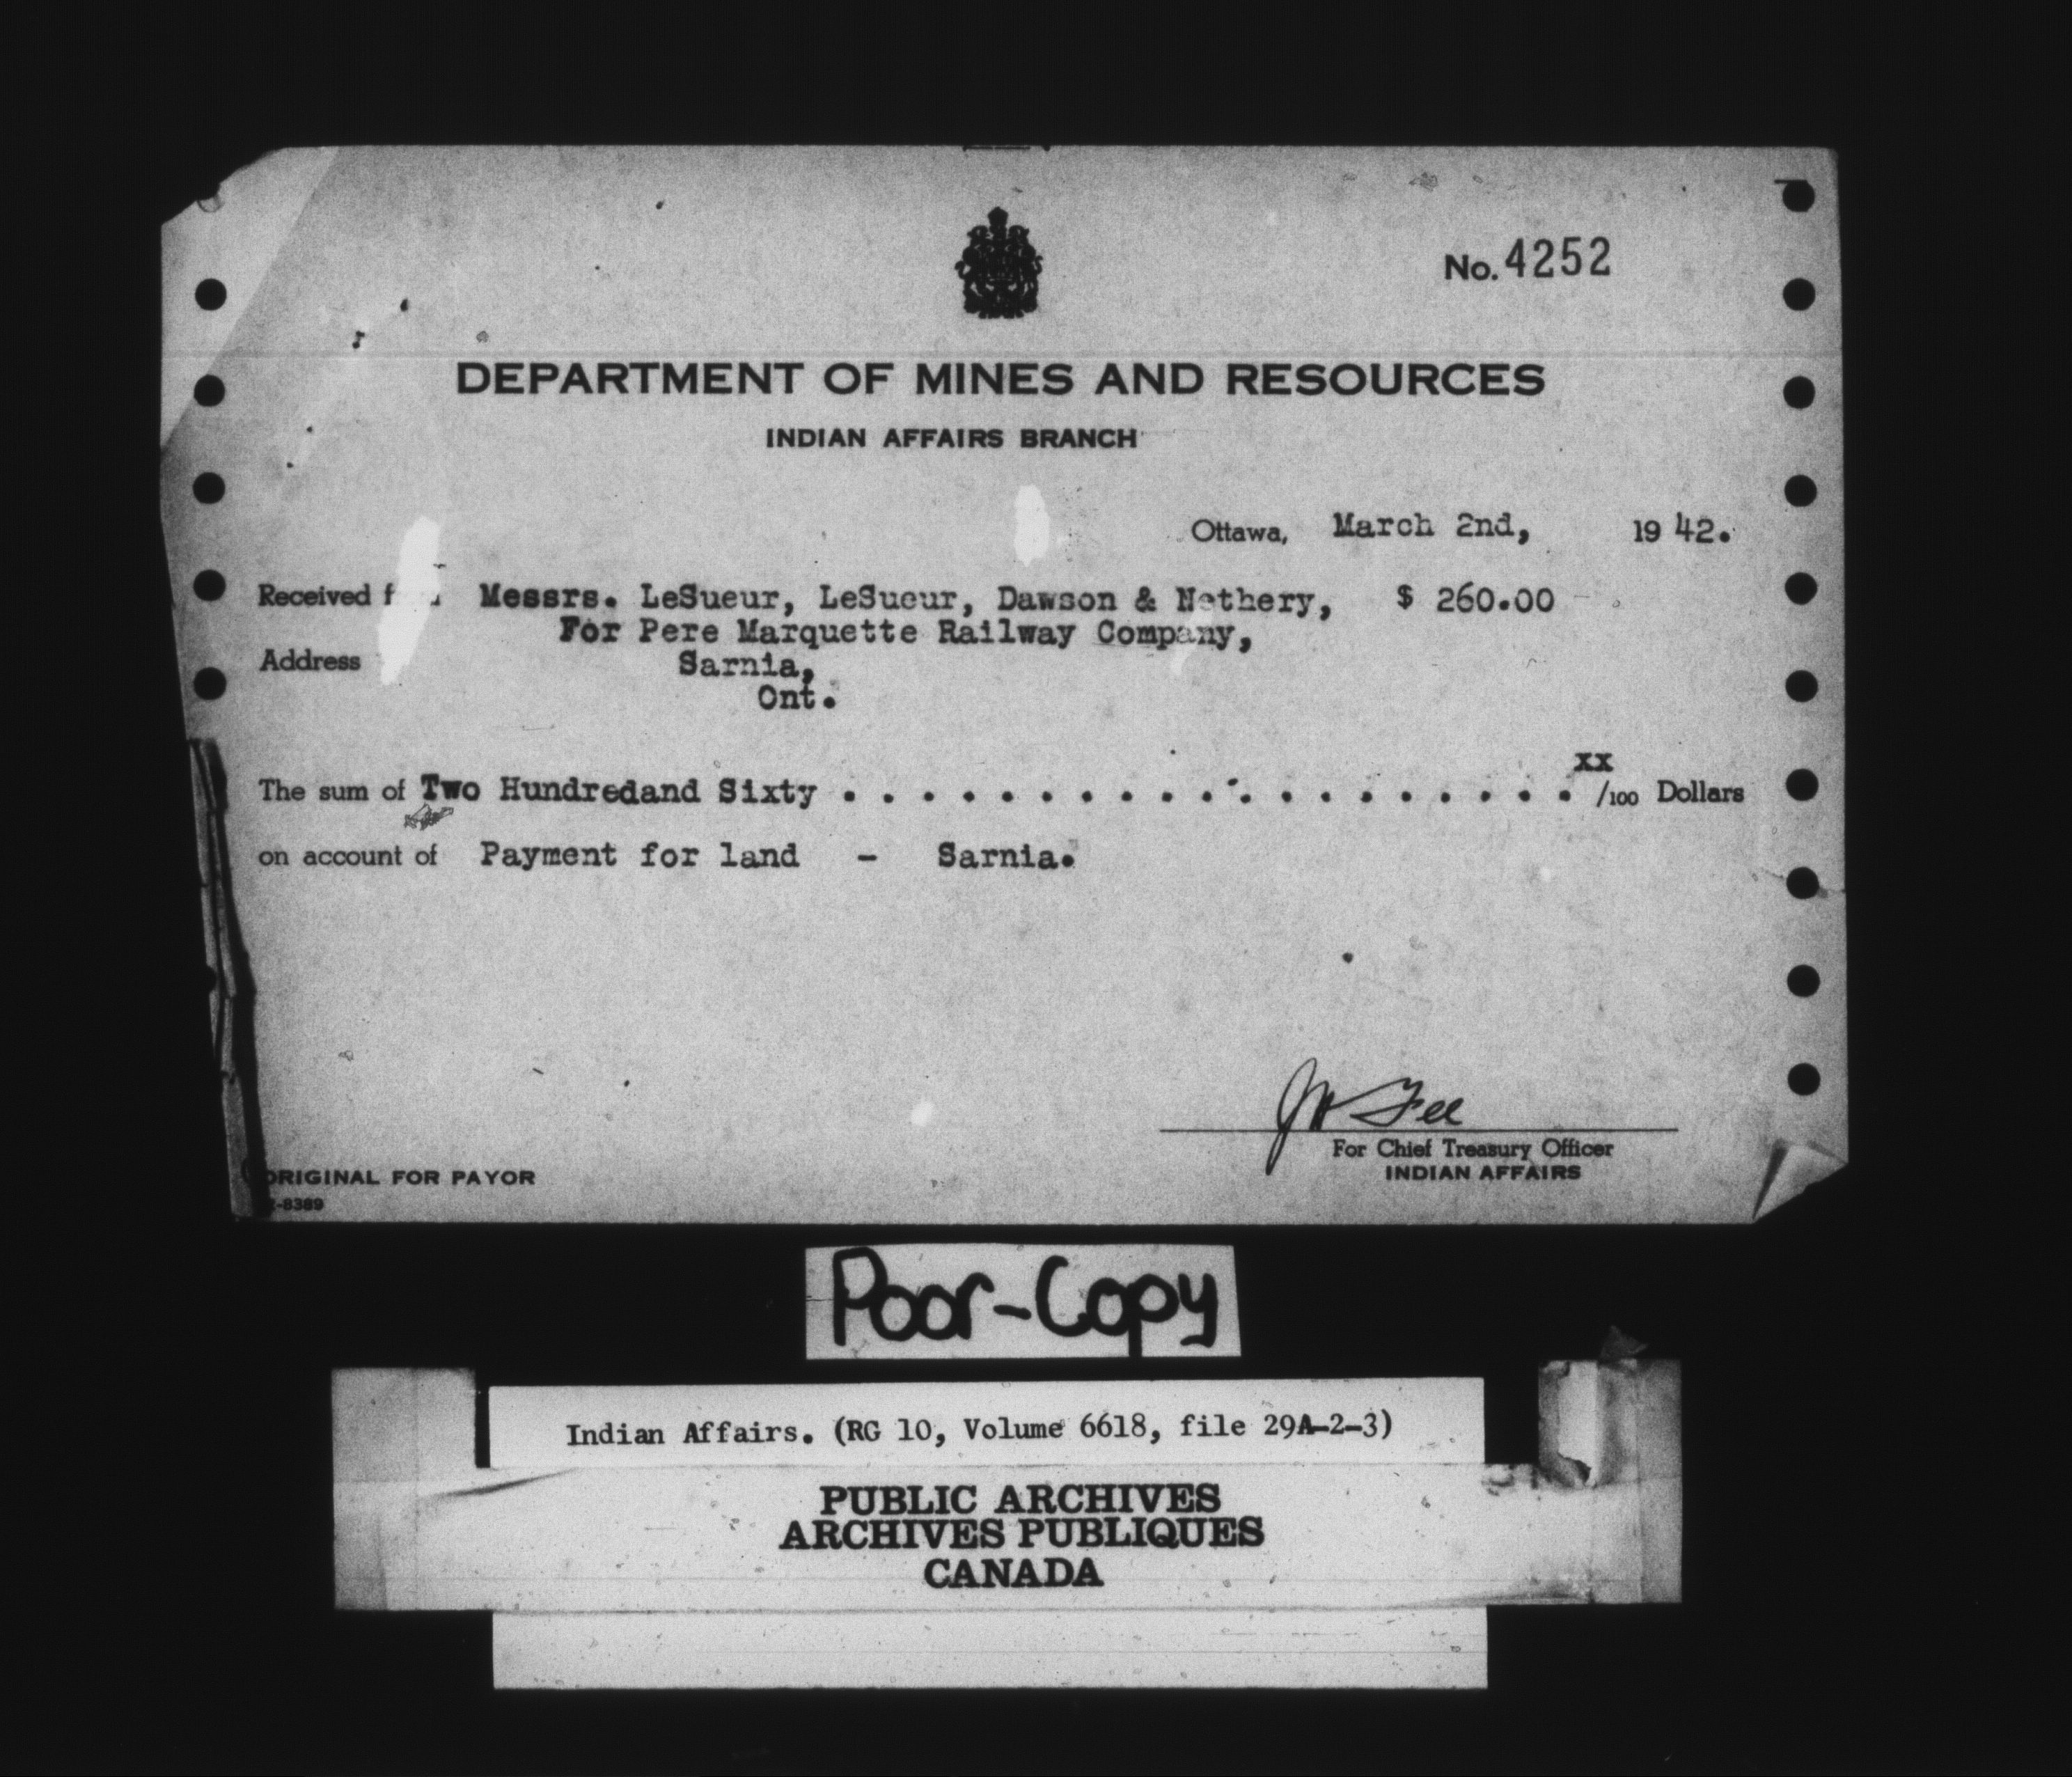 No. 4252
DEPARTMENT OF MINES AND RESOURCES
INDIAN AFFAIRS BRANCH
Ottawa, March 2nd, 1942.
Received Messrs. LeSueur, LeSueur, Dawson & Nethery, $ 260.00
For Pere Marquette Railway Company,
Address Sarnia,
Ont.
xx
The sum of Two Hundredand Sixty . . . . . . . . . . . . . . . . . . . /100 Dollars
on account of Payment for land - Sarnia.
For Chief Treasury Officer
INDIAN AFFAIRS
ORIGINAL FOR PAYOR
-8389
Poor-Copy
Indian Affairs. (RG 10, Volume 6618, file 29A-2-3)
PUBLIC ARCHIVES
ARCHIVES PUBLIQUES
CANADA